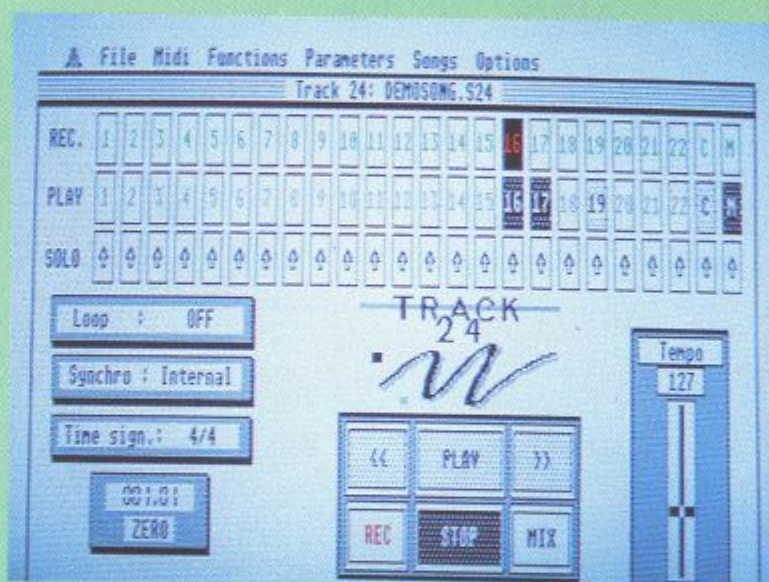 File Midi Functions Parameters Songs Options
Track 24: DEMOSONG.S24
REC. 1 2 3 4 5 6 7 8 9 10 11 12 13 14 15 16 17 18 19 20 21 22 C M
PLAY 1 2 3 4 5 6 7 8 9 10 11 12 13 14 15 16 17 18 19 20 21 22 C M
SOLO
Loop : OFF
Synchro : Internal
Time sign.: 4/4
001.01
ZERO
TRACK
24
<< PLAY >>
REC STOP MIX
Tempo
127